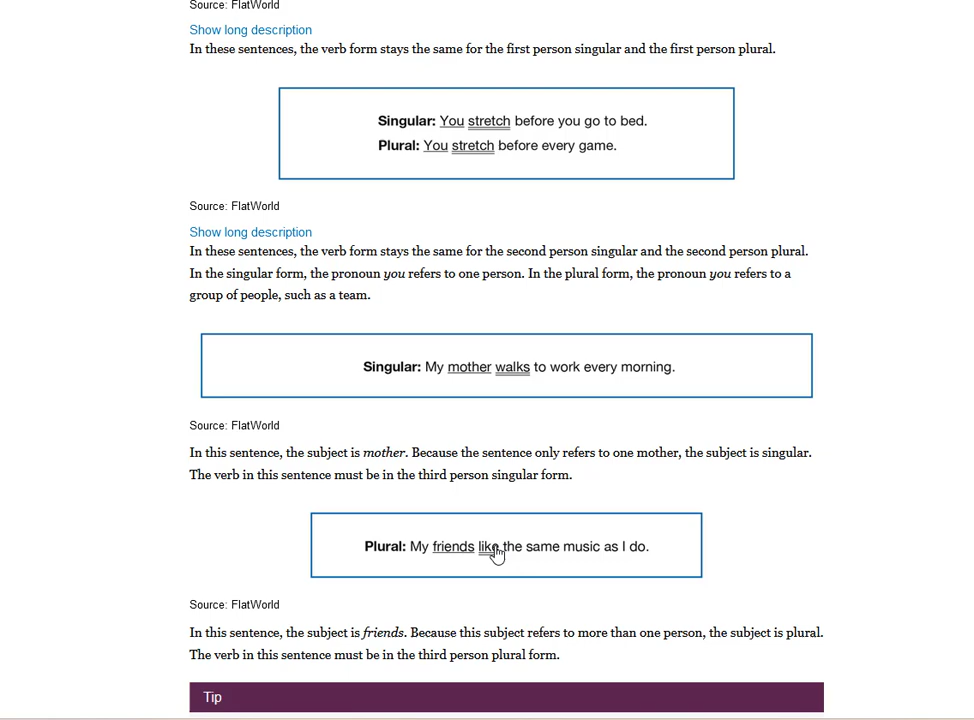 Source: FlatWorld
Show long description
In these sentences, the verb form stays the same for the first person singular and the first person plural.
Singular: You stretch before you go to bed.
Plural: You stretch before every game.
Source: FlatWorld
Show long description
In these sentences, the verb form stays the same for the second person singular and the second person plural.
In the singular form, the pronoun you refers to one person. In the plural form, the pronoun you refers to a
group of people, such as a team.
Singular: My mother walks to work every morning.
Source: FlatWorld
In this sentence, the subject is mother. Because the sentence only refers to one mother, the subject is singular.
The verb in this sentence must be in the third person singular form.
Plural: My friends like the same music as I do.
Source: FlatWorld
In this sentence, the subject is friends. Because this subject refers to more than one person, the subject is plural.
The verb in this sentence must be in the third person plural form.
Tip